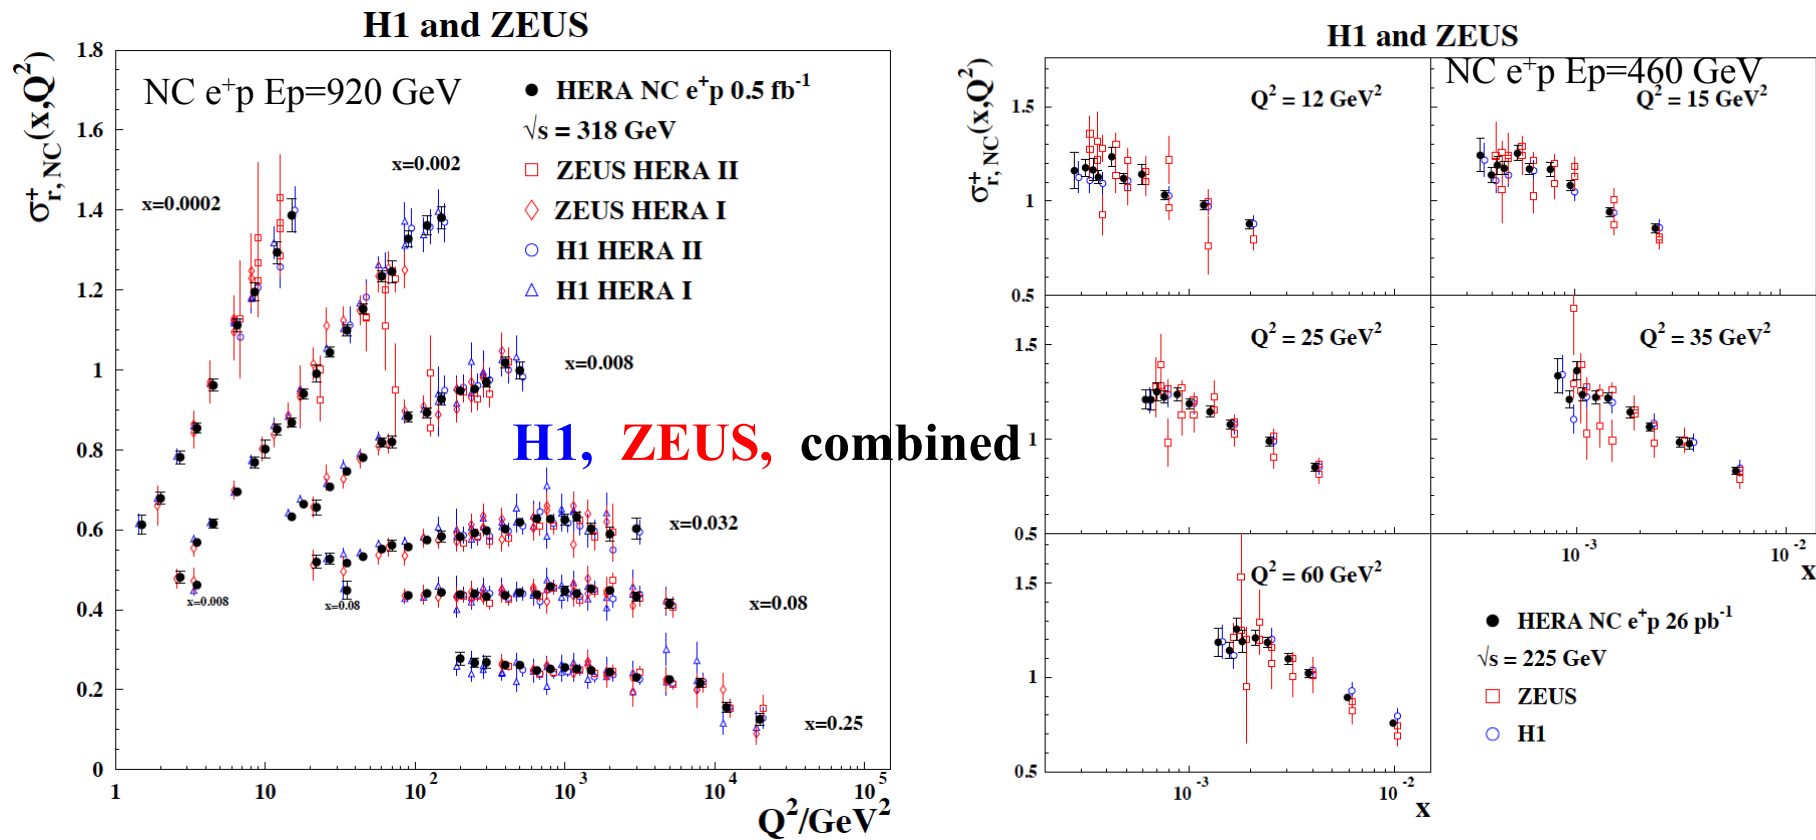 H1 and ZEUS
σ⁺r,NC(x,Q²)
1.8
1.6
1.4
1.2
1
0.8
0.6
0.4
0.2
0
NC e⁺p Ep=920 GeV
HERA NC e⁺p 0.5 fb⁻¹
√s = 318 GeV
ZEUS HERA II
ZEUS HERA I
H1 HERA II
H1 HERA I
x=0.0002
x=0.002
x=0.008
x=0.032
x=0.08
x=0.25
x=0.008
x=0.08
H1, ZEUS, combined
1 10 10² 10³ 10⁴ 10⁵
Q²/GeV²
H1 and ZEUS
σ⁺r,NC(x,Q²)
NC e⁺p Ep=460 GeV
Q² = 12 GeV²
Q² = 15 GeV²
1.5
1
0.5
Q² = 25 GeV²
Q² = 35 GeV²
1.5
1
0.5
10⁻³ 10⁻²
x
Q² = 60 GeV²
1.5
1
0.5
10⁻³ 10⁻²
x
HERA NC e⁺p 26 pb⁻¹
√s = 225 GeV
ZEUS
H1